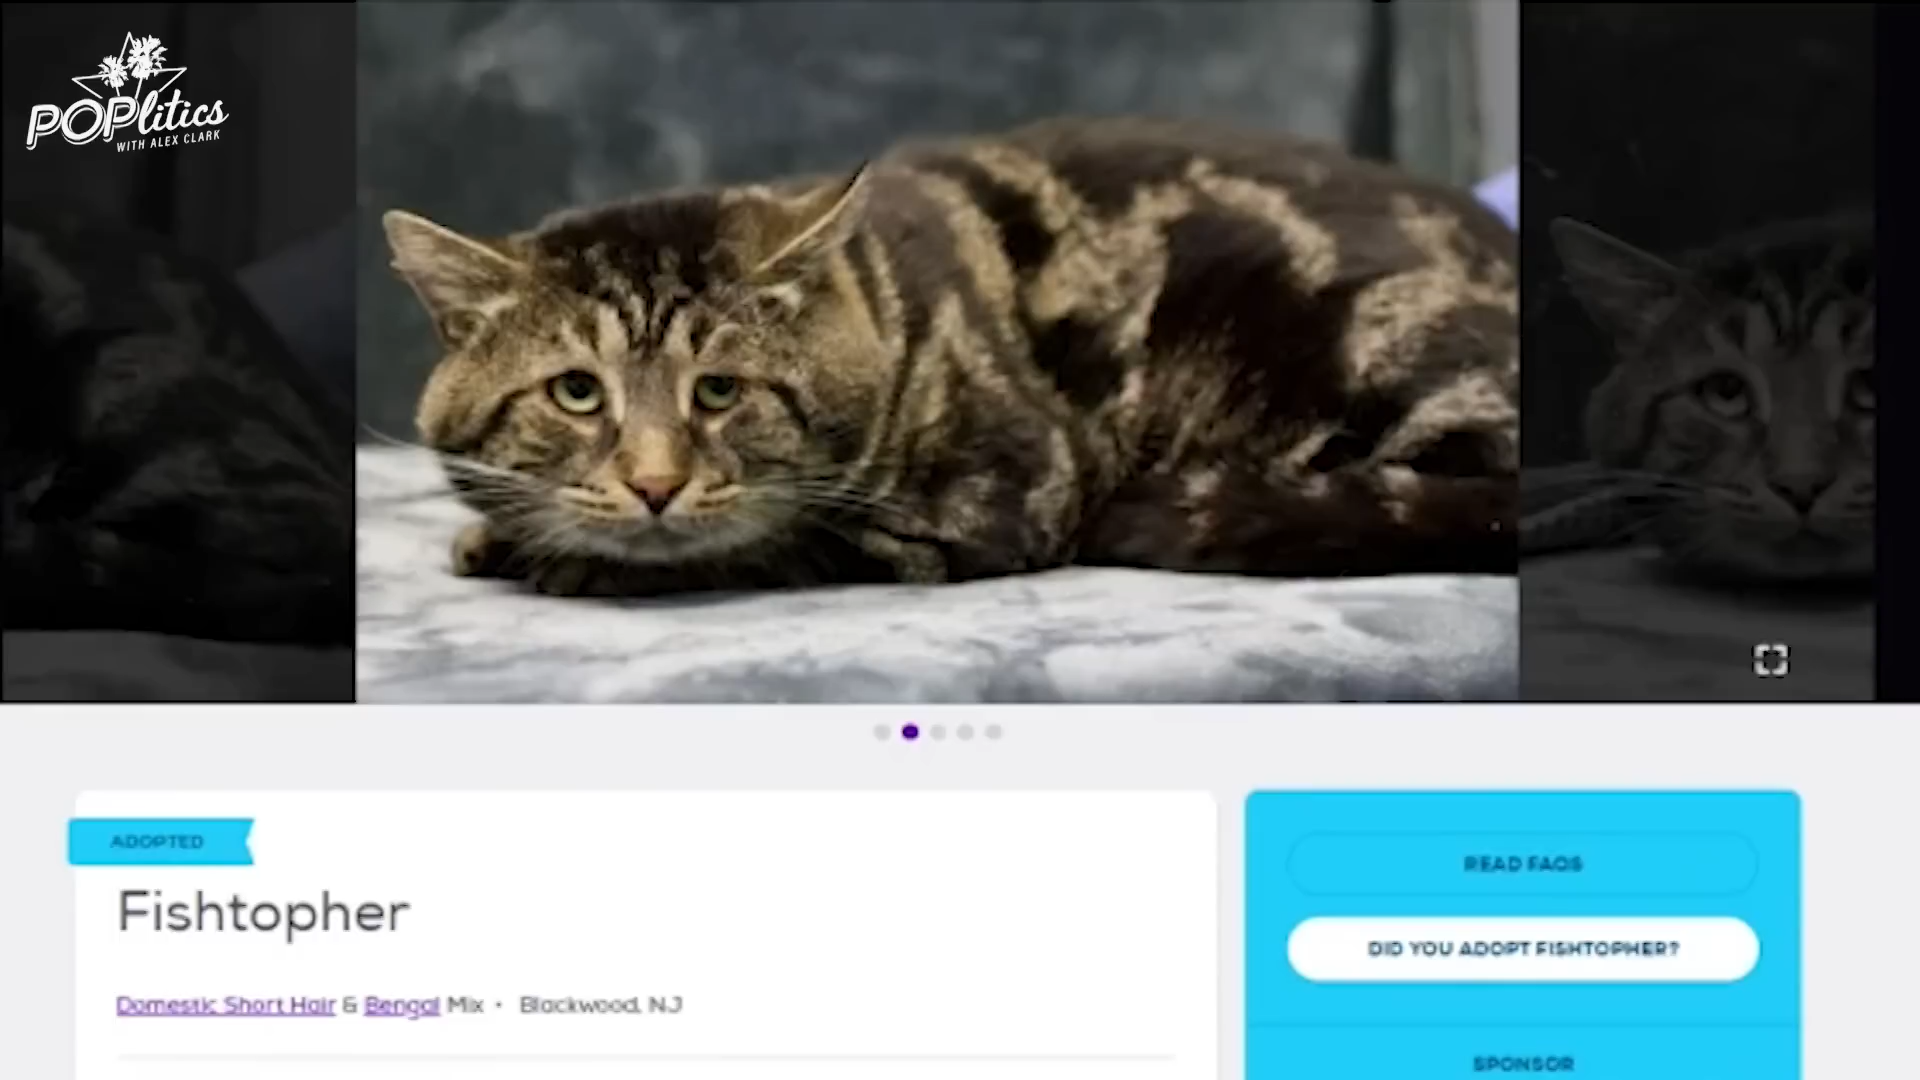 POPlitics
WITH ALEX CLARK
ADOPTED
Fishtopher
Domestic Short Hair & Bengal Mix • Blackwood, NJ
READ FAQS
DID YOU ADOPT FISHTOPHER?
SPONSOR